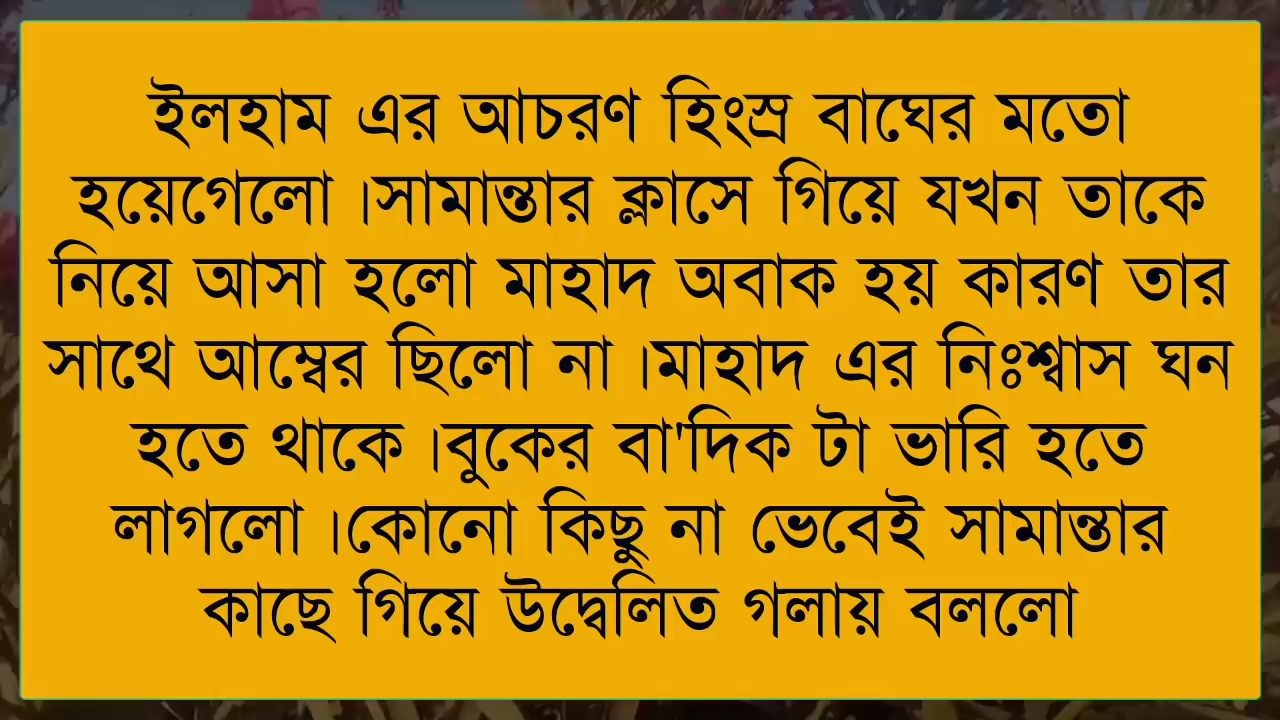 ইলহাম এর আচরণ হিংস্র বাঘের মতো
হয়েগেলো ।সামান্তার ক্লাসে গিয়ে যখন তাকে
নিয়ে আসা হলো মাহাদ অবাক হয় কারণ তার
সাথে আম্বের ছিলো না ।মাহাদ এর নিঃশ্বাস ঘন
হতে থাকে ।বুকের বা'দিক টা ভারি হতে
লাগলো ।কোনো কিছু না ভেবেই সামান্তার
কাছে গিয়ে উদ্বেলিত গলায় বললো